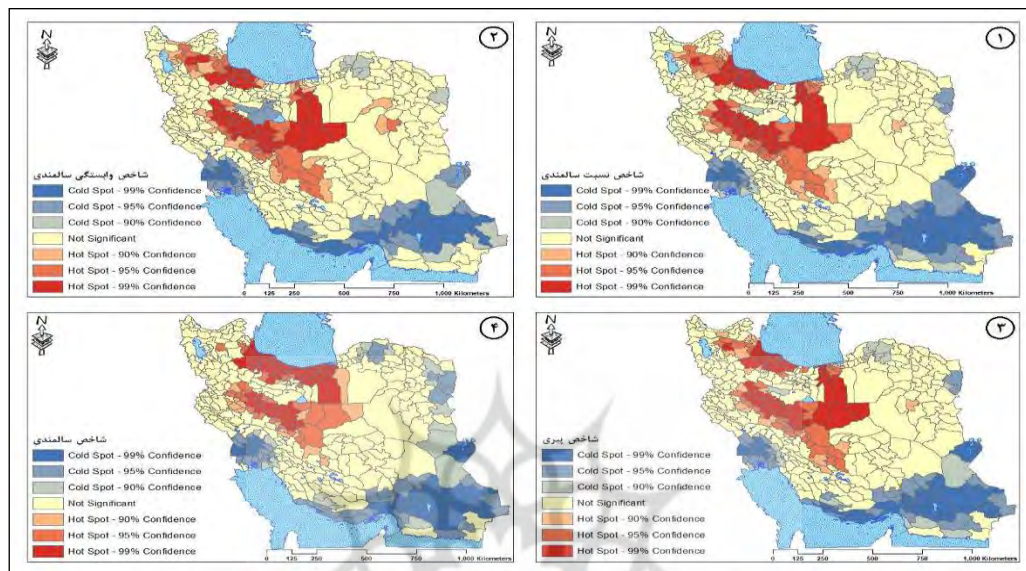 ۱
N
شاخص نسبت سالمندی
Cold Spot - 99% Confidence
Cold Spot - 95% Confidence
Cold Spot - 90% Confidence
Not Significant
Hot Spot - 90% Confidence
Hot Spot - 95% Confidence
Hot Spot - 99% Confidence
0 125 250 500 750 1,000 Kilometers
۲
N
شاخص وابستگی سالمندی
Cold Spot - 99% Confidence
Cold Spot - 95% Confidence
Cold Spot - 90% Confidence
Not Significant
Hot Spot - 90% Confidence
Hot Spot - 95% Confidence
Hot Spot - 99% Confidence
0 125 250 500 750 1,000 Kilometers
۳
N
شاخص پیری
Cold Spot - 99% Confidence
Cold Spot - 95% Confidence
Cold Spot - 90% Confidence
Not Significant
Hot Spot - 90% Confidence
Hot Spot - 95% Confidence
Hot Spot - 99% Confidence
0 125 250 500 750 1,000 Kilometers
۴
N
شاخص سالمندی
Cold Spot - 99% Confidence
Cold Spot - 95% Confidence
Cold Spot - 90% Confidence
Not Significant
Hot Spot - 90% Confidence
Hot Spot - 95% Confidence
Hot Spot - 99% Confidence
0 125 250 500 750 1,000 Kilometers